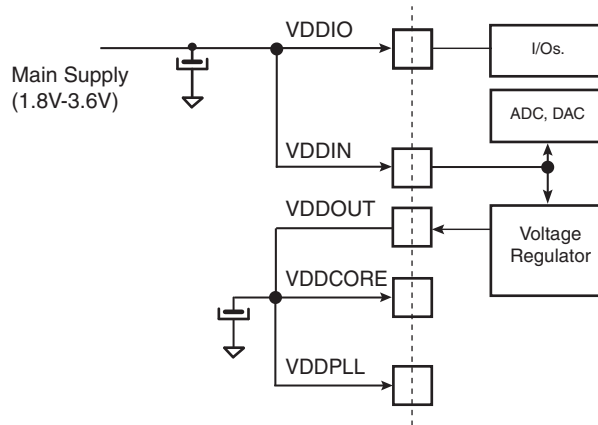 VDDIO
I/Os.
Main Supply
(1.8V-3.6V)
ADC, DAC
VDDIN
VDDOUT
Voltage
Regulator
VDDCORE
VDDPLL